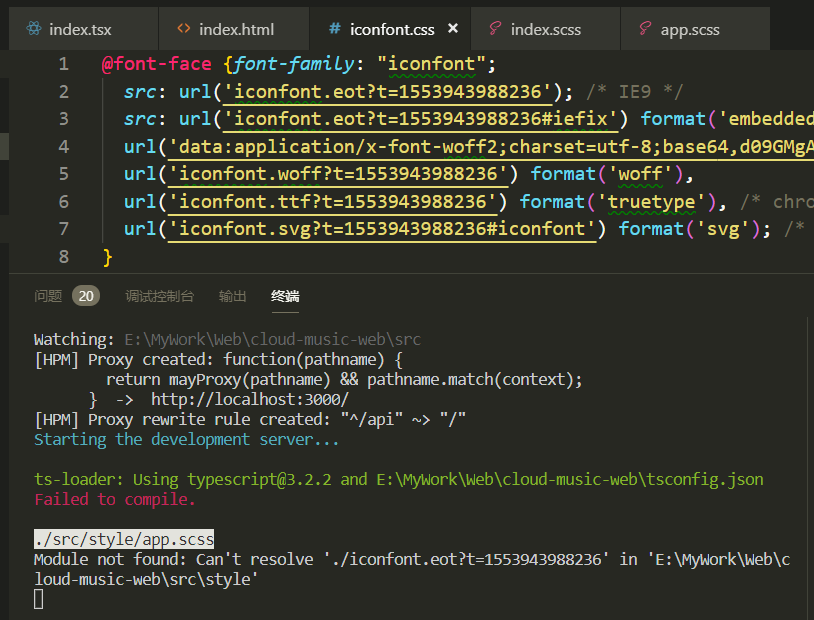 index.tsx index.html iconfont.css index.scss app.scss
1 @font-face {font-family: "iconfont";
2 src: url('iconfont.eot?t=1553943988236'); /* IE9 */
3 src: url('iconfont.eot?t=1553943988236#iefix') format('embedded
4 url('data:application/x-font-woff2;charset=utf-8;base64,d09GMgA
5 url('iconfont.woff?t=1553943988236') format('woff'),
6 url('iconfont.ttf?t=1553943988236') format('truetype'), /* chro
7 url('iconfont.svg?t=1553943988236#iconfont') format('svg'); /*
8 }
问题 20 调试控制台 输出 终端
Watching: E:\MyWork\Web\cloud-music-web\src
[HPM] Proxy created: function(pathname) {
return mayProxy(pathname) && pathname.match(context);
} -> http://localhost:3000/
[HPM] Proxy rewrite rule created: "^/api" ~> "/"
Starting the development server...
ts-loader: Using typescript@3.2.2 and E:\MyWork\Web\cloud-music-web\tsconfig.json
Failed to compile.
./src/style/app.scss
Module not found: Can't resolve './iconfont.eot?t=1553943988236' in 'E:\MyWork\Web\c
loud-music-web\src\style'